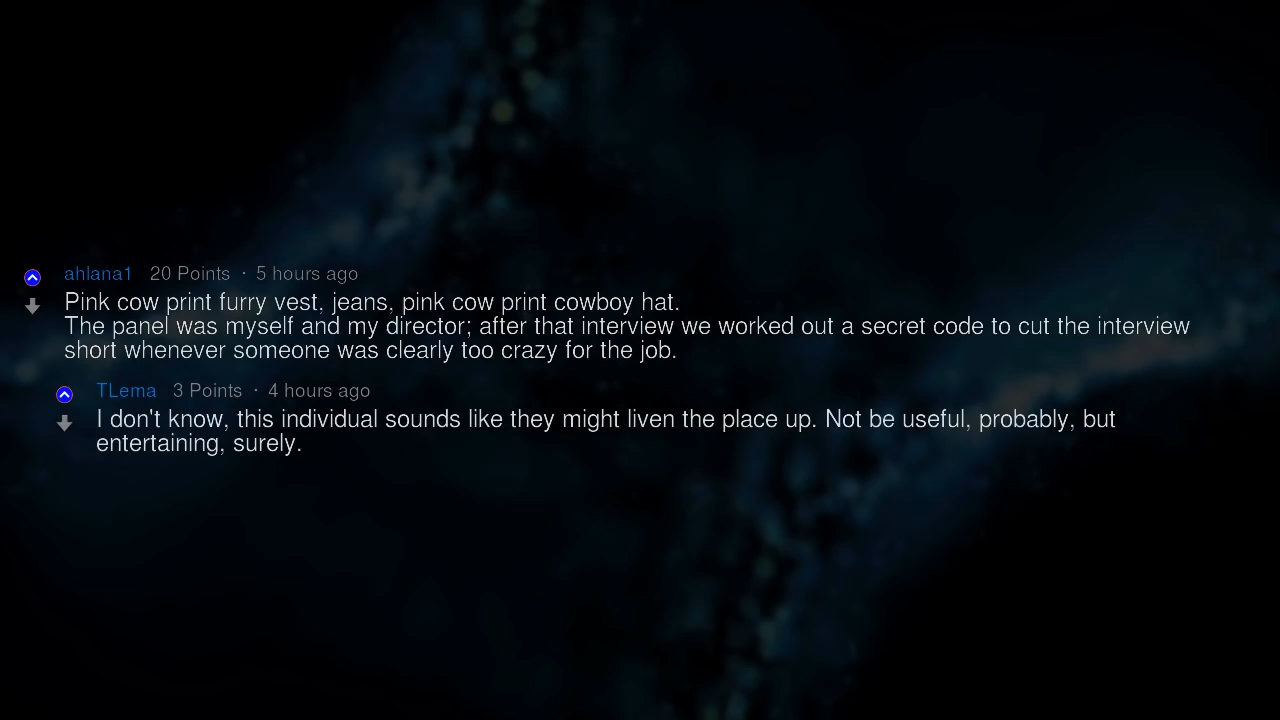 ahlana1 20 Points · 5 hours ago
Pink cow print furry vest, jeans, pink cow print cowboy hat.
The panel was myself and my director; after that interview we worked out a secret code to cut the interview
short whenever someone was clearly too crazy for the job.
TLema 3 Points · 4 hours ago
I don't know, this individual sounds like they might liven the place up. Not be useful, probably, but
entertaining, surely.